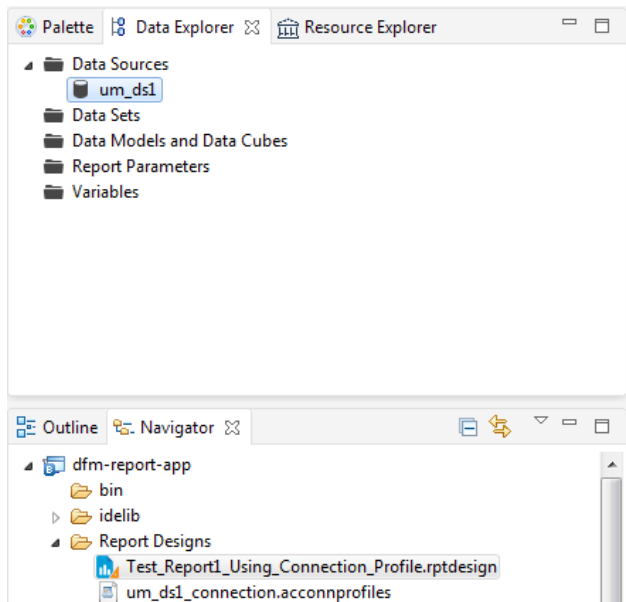 Palette Data Explorer Resource Explorer
Data Sources
um_ds1
Data Sets
Data Models and Data Cubes
Report Parameters
Variables
Outline Navigator
dfm-report-app
bin
idelib
Report Designs
Test_Report1_Using_Connection_Profile.rptdesign
um_ds1_connection.acconnprofiles